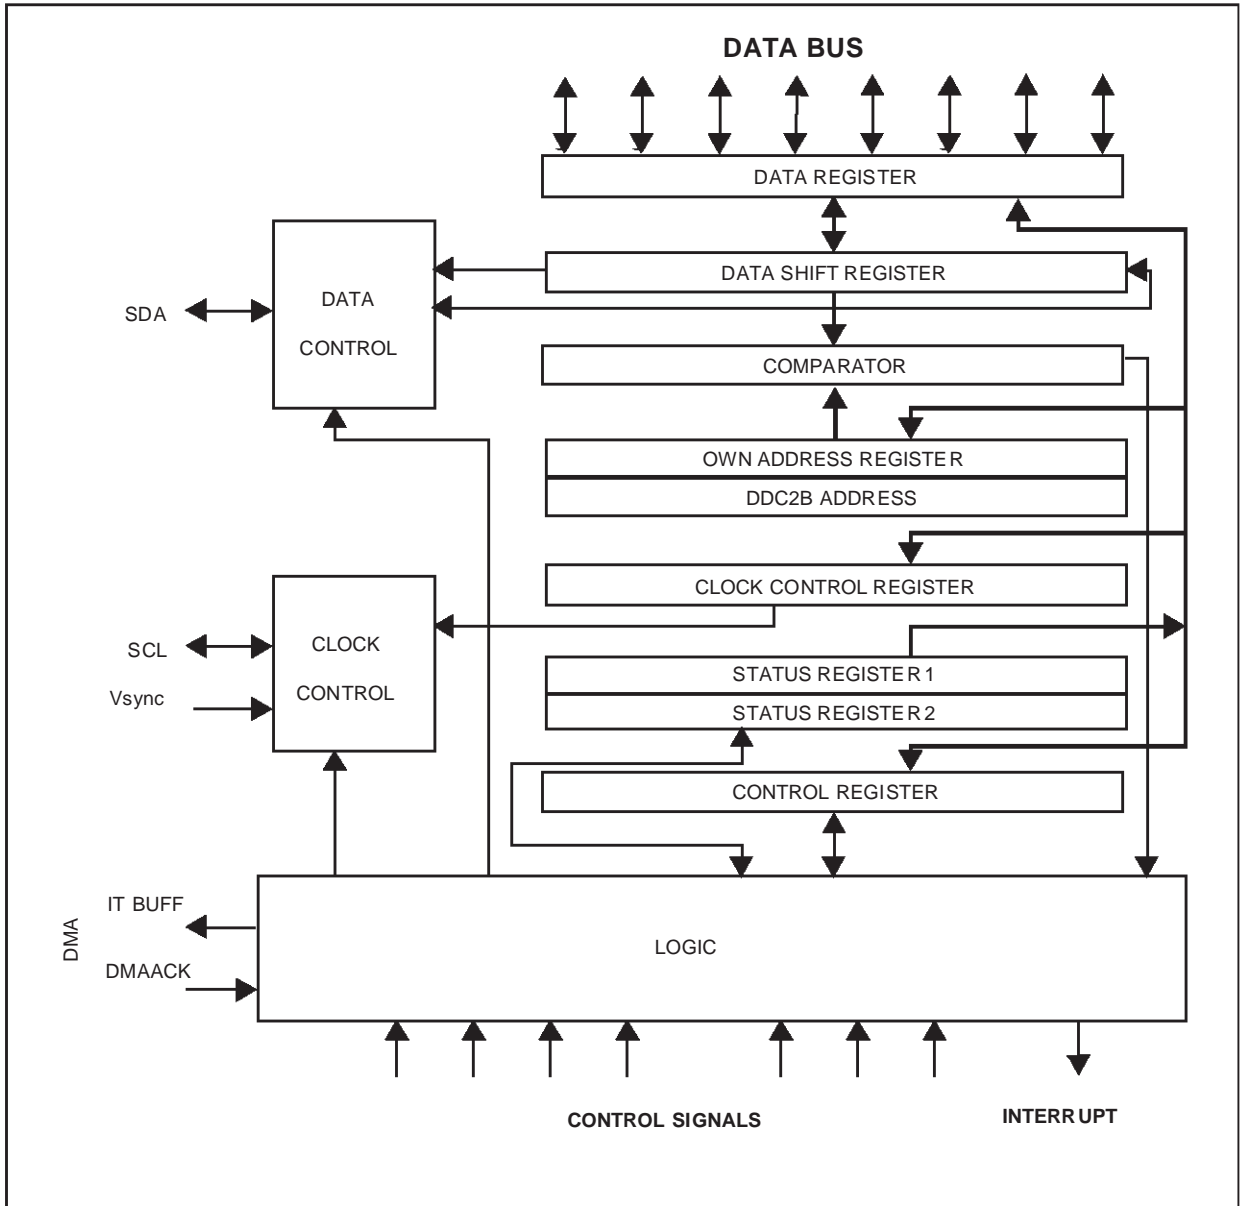 DATA BUS
DATA REGISTER
DATA SHIFT REGISTER
DATA
CONTROL
SDA
COMPARATOR
OWN ADDRESS REGISTER
DDC2B ADDRESS
CLOCK CONTROL REGISTER
CLOCK
CONTROL
SCL
Vsync
STATUS REGISTER 1
STATUS REGISTER 2
CONTROL REGISTER
DMA
IT BUFF
DMAACK
LOGIC
CONTROL SIGNALS
INTERRUPT